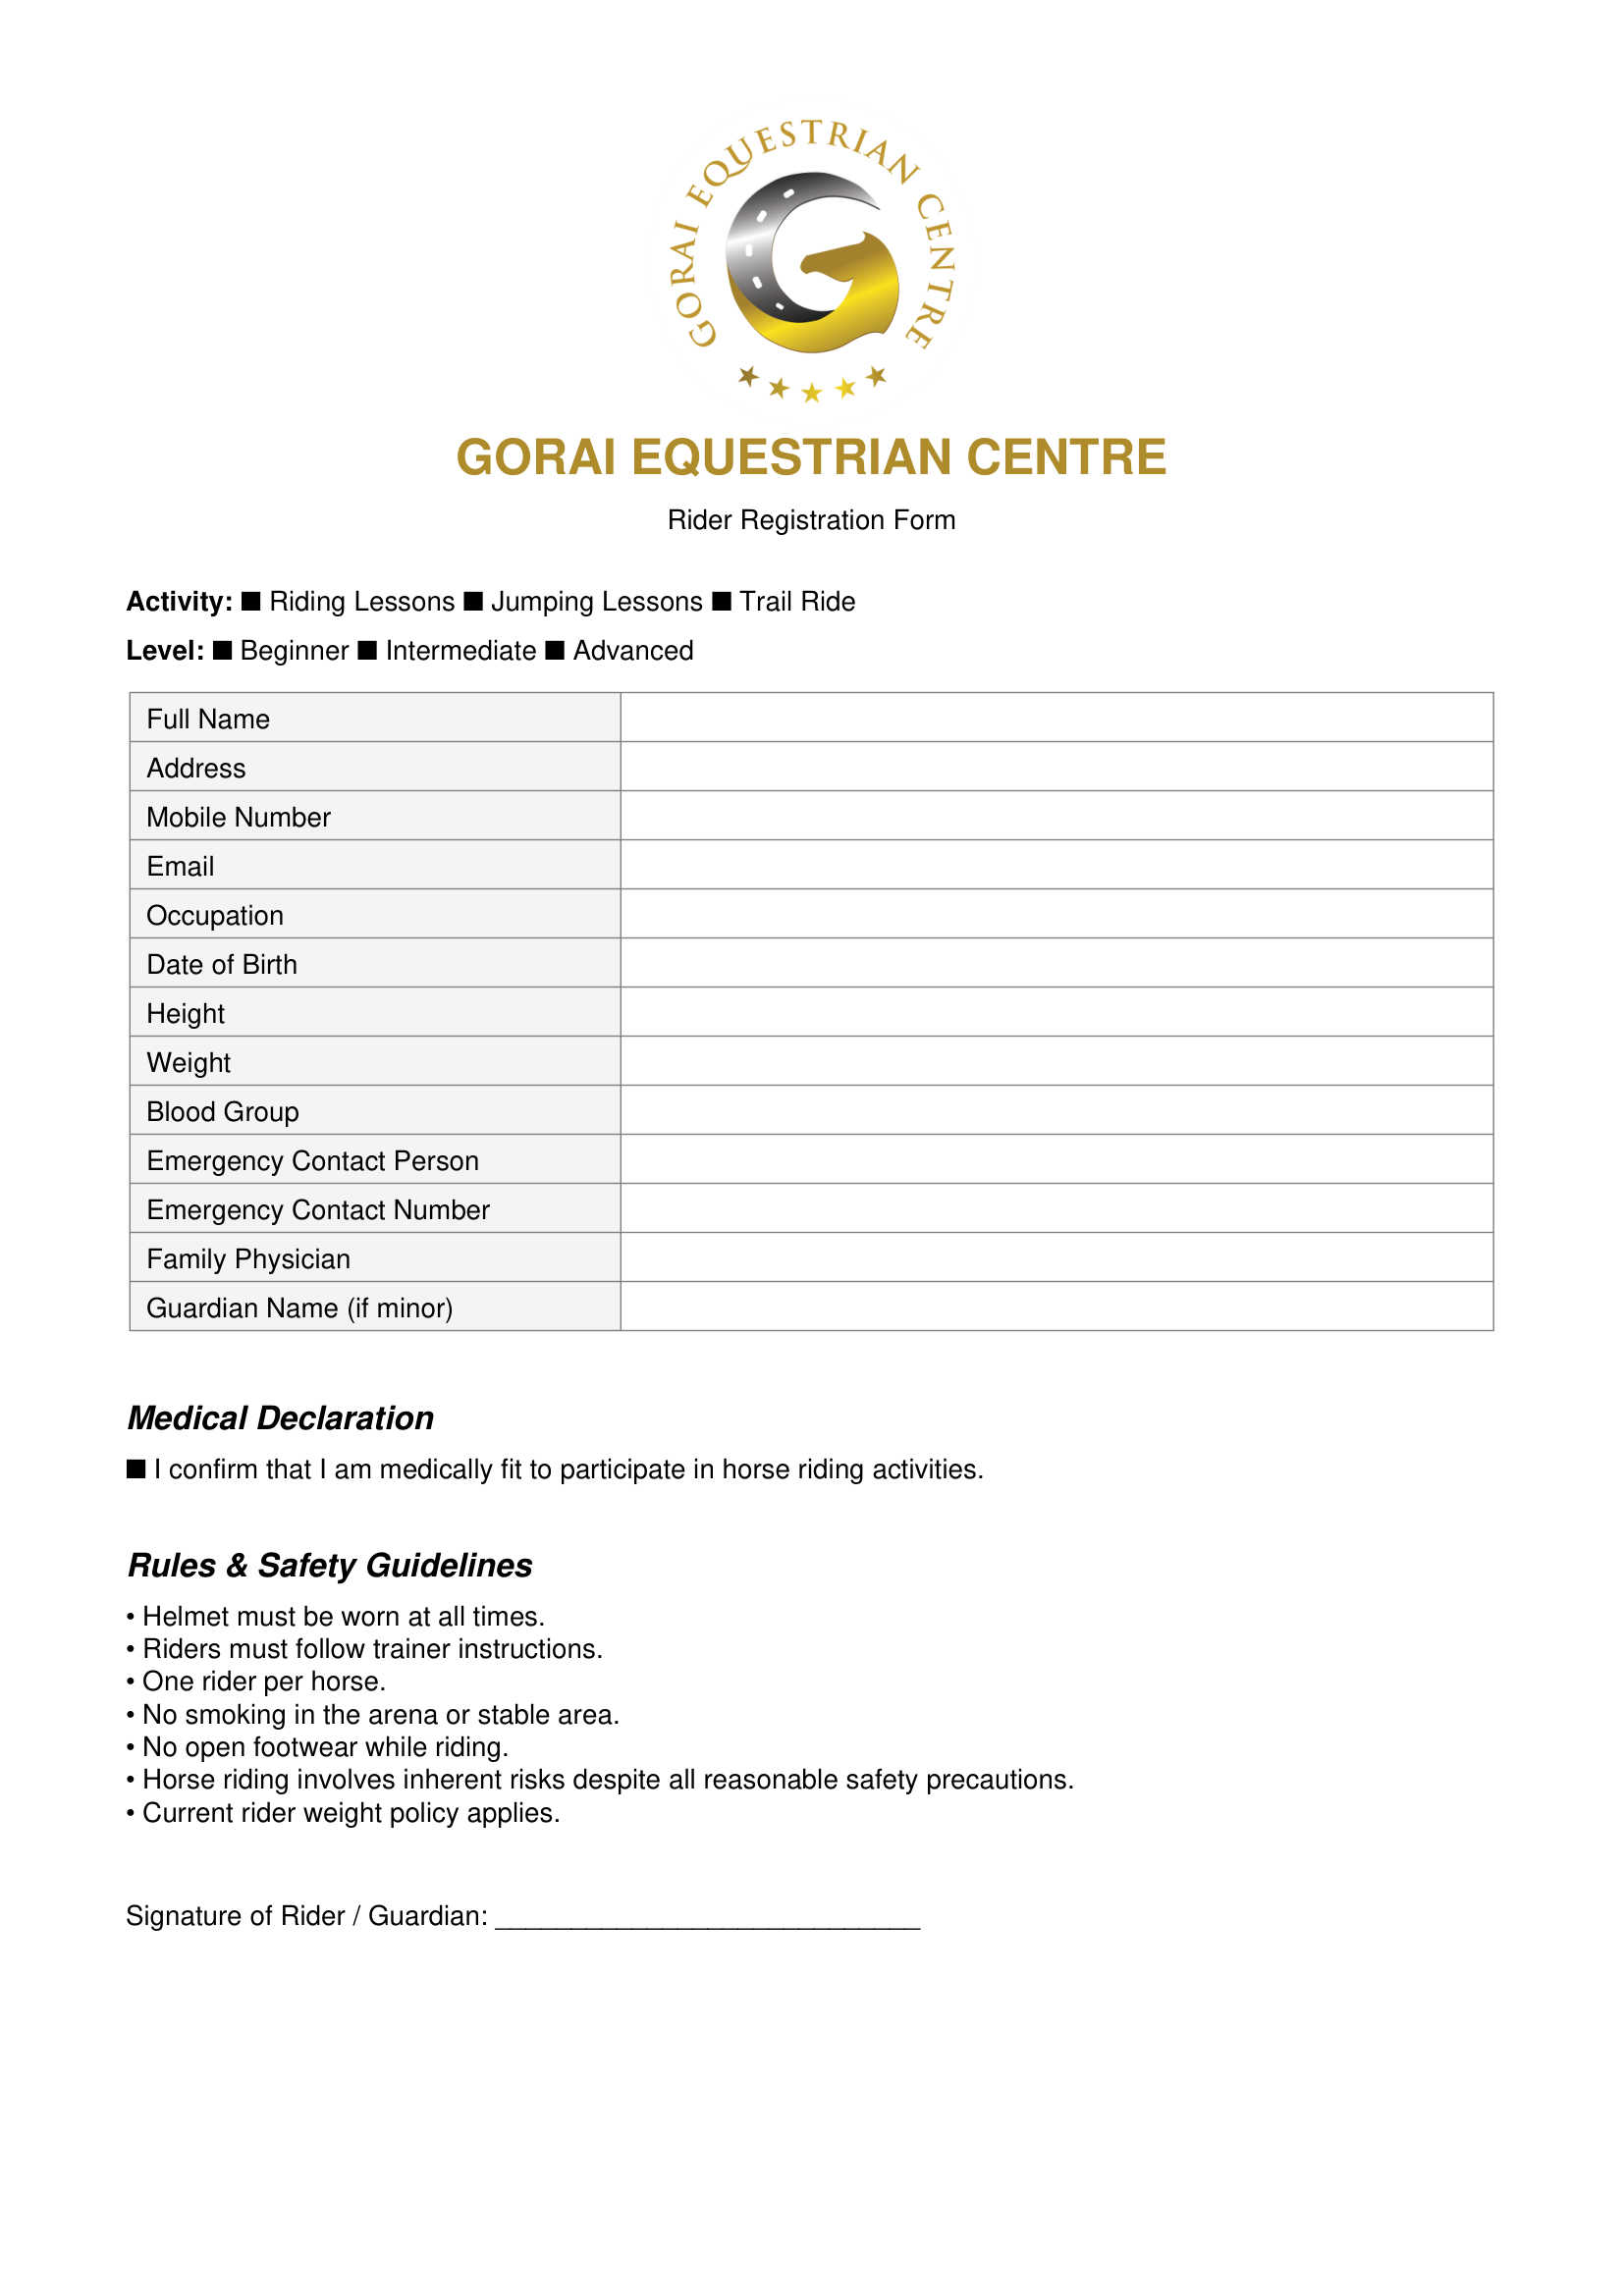 GORAI EQUESTRIAN CENTRE
GORAI EQUESTRIAN CENTRE
Rider Registration Form
Activity: ■ Riding Lessons ■ Jumping Lessons ■ Trail Ride
Level: ■ Beginner ■ Intermediate ■ Advanced
Full Name
Address
Mobile Number
Email
Occupation
Date of Birth
Height
Weight
Blood Group
Emergency Contact Person
Emergency Contact Number
Family Physician
Guardian Name (if minor)
Medical Declaration
■ I confirm that I am medically fit to participate in horse riding activities.
Rules & Safety Guidelines
• Helmet must be worn at all times.
• Riders must follow trainer instructions.
• One rider per horse.
• No smoking in the arena or stable area.
• No open footwear while riding.
• Horse riding involves inherent risks despite all reasonable safety precautions.
• Current rider weight policy applies.
Signature of Rider / Guardian: ____________________________